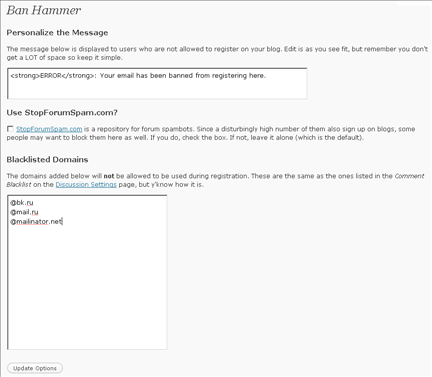 Ban Hammer
Personalize the Message
The message below is displayed to users who are not allowed to register on your blog. Edit is as you see fit, but remember you don't
get a LOT of space so keep it simple.
<strong>ERROR</strong>: Your email has been banned from registering here.
Use StopForumSpam.com?
StopForumSpam.com is a repository for forum spambots. Since a disturbingly high number of them also sign up on blogs, some
people may want to block them here as well. If you do, check the box. If not, leave it alone (which is the default).
Blacklisted Domains
The domains added below will not be allowed to be used during registration. These are the same as the ones listed in the Comment
Blacklist on the Discussion Settings page, but y'know how it is.
@bk.ru
@mail.ru
@mailinator.net
Update Options